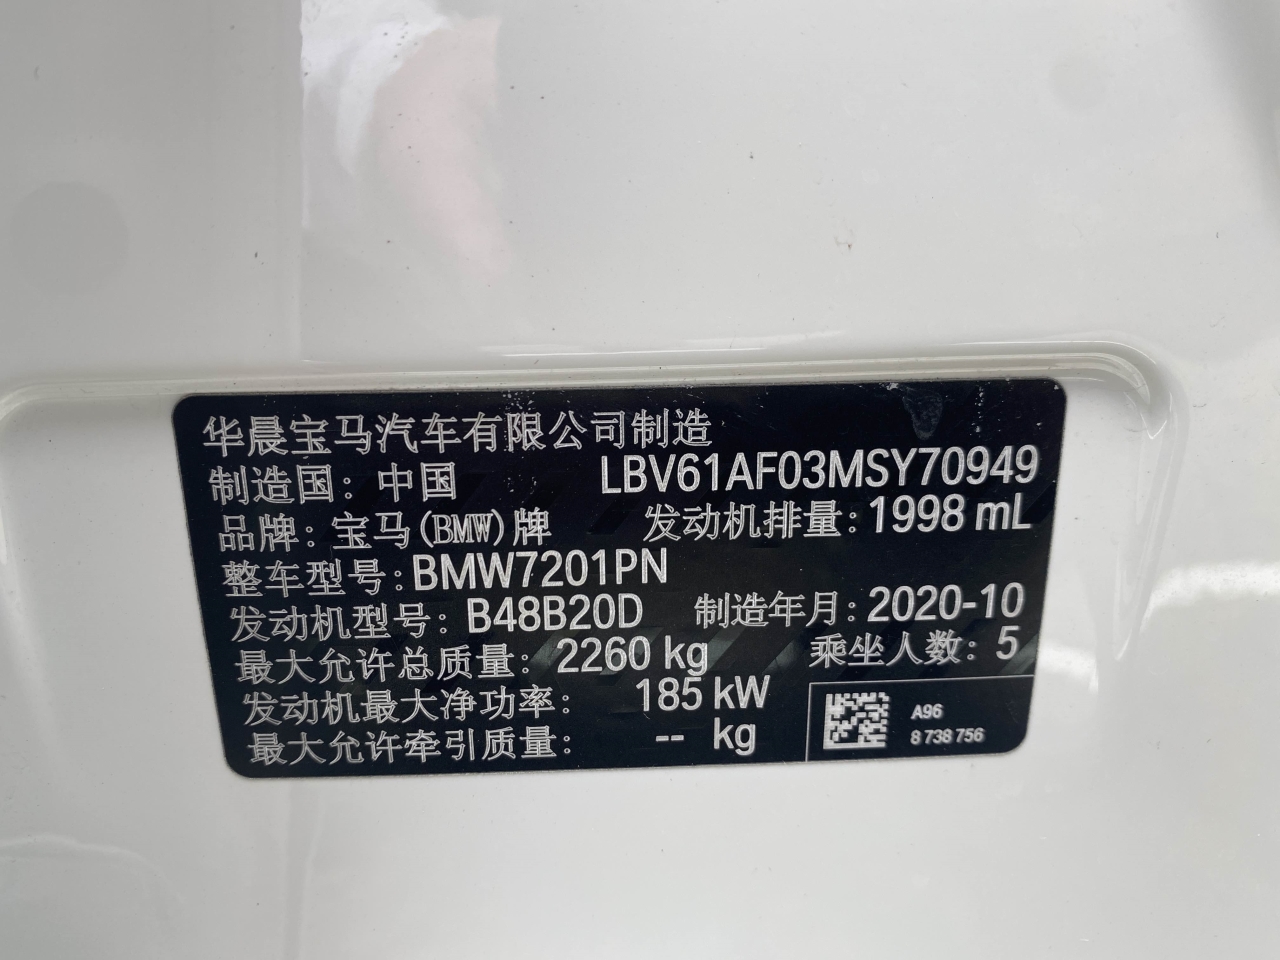 华晨宝马汽车有限公司制造
制造国：中国 LBV61AF03MSY70949
品牌：宝马(BMW)牌 发动机排量：1998 mL
整车型号：BMW7201PN
发动机型号：B48B20D 制造年月：2020-10
最大允许总质量：2260 kg 乘坐人数：5
发动机最大净功率：185 kW
最大允许牵引质量：-- kg
A96
8 738 756